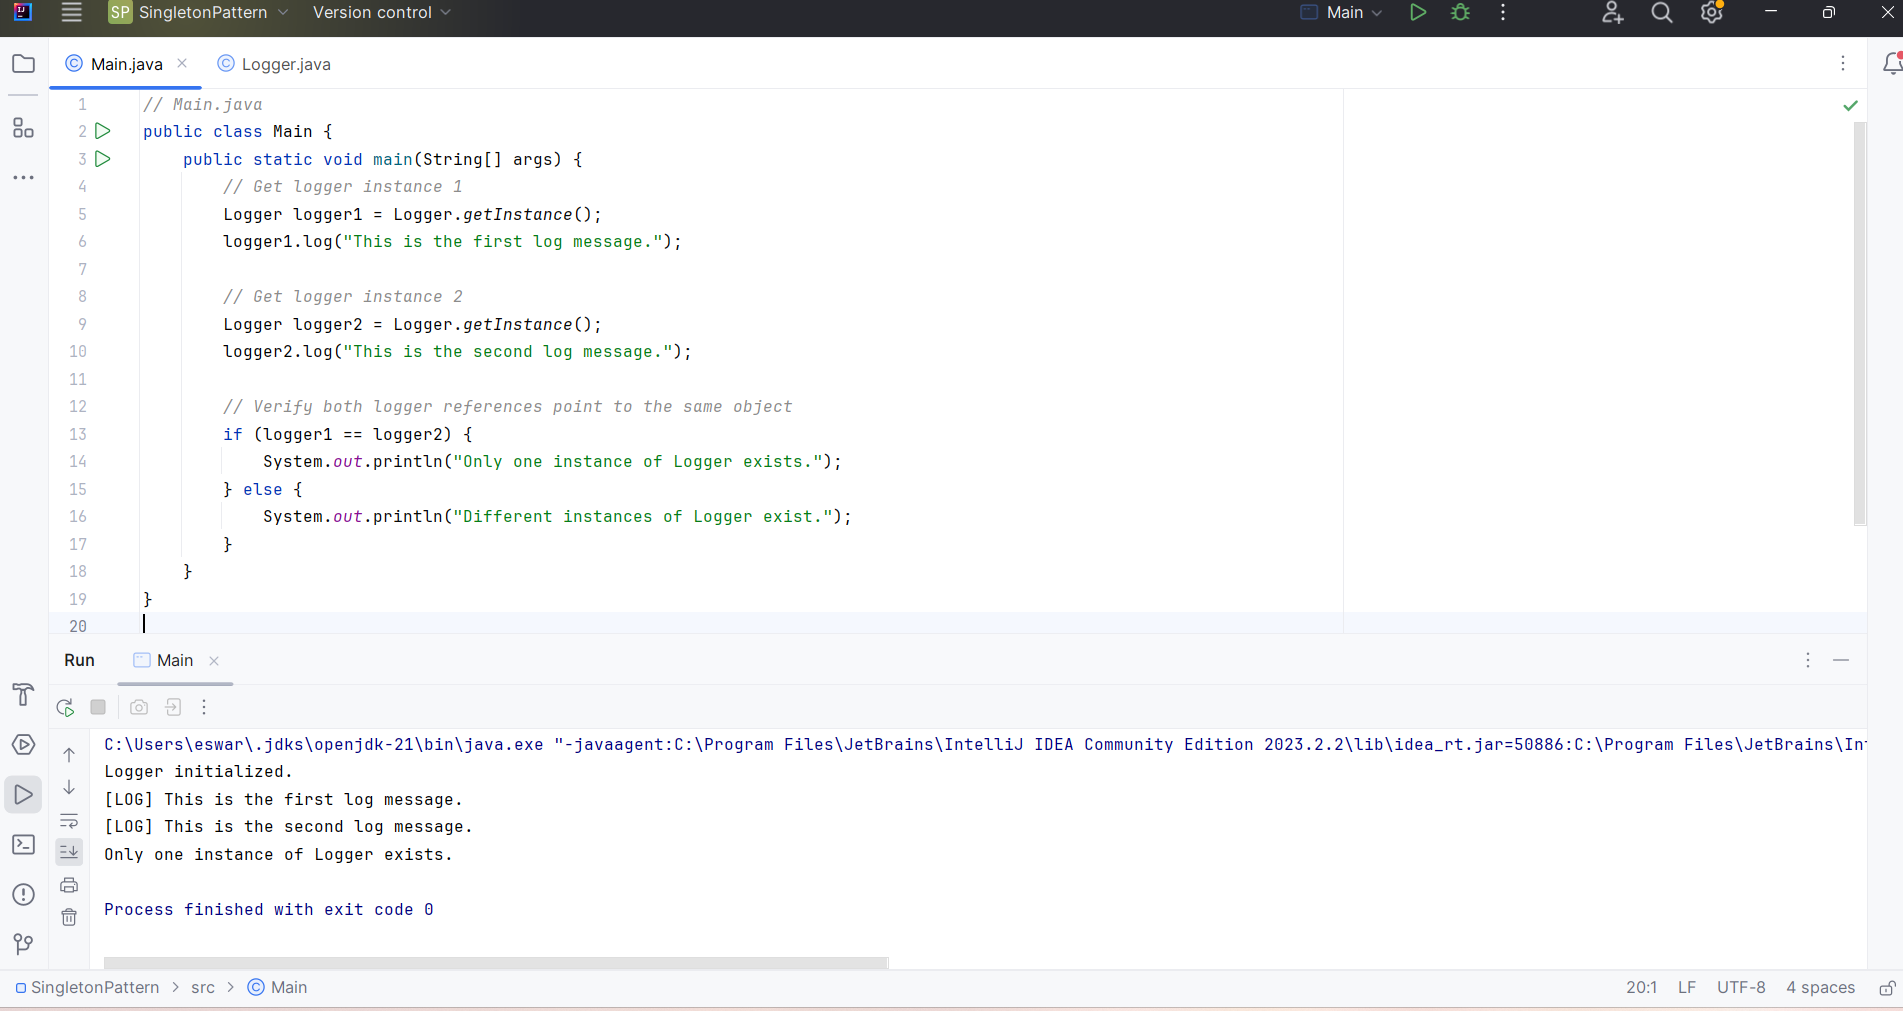 SP SingletonPattern Version control Main
Main.java Logger.java
1 // Main.java
2 public class Main {
3     public static void main(String[] args) {
4         // Get logger instance 1
5         Logger logger1 = Logger.getInstance();
6         logger1.log("This is the first log message.");
7
8         // Get logger instance 2
9         Logger logger2 = Logger.getInstance();
10         logger2.log("This is the second log message.");
11
12         // Verify both logger references point to the same object
13         if (logger1 == logger2) {
14             System.out.println("Only one instance of Logger exists.");
15         } else {
16             System.out.println("Different instances of Logger exist.");
17         }
18     }
19 }
20
Run Main
C:\Users\eswar\.jdks\openjdk-21\bin\java.exe "-javaagent:C:\Program Files\JetBrains\IntelliJ IDEA Community Edition 2023.2.2\lib\idea_rt.jar=50886:C:\Program Files\JetBrains\In
Logger initialized.
[LOG] This is the first log message.
[LOG] This is the second log message.
Only one instance of Logger exists.
Process finished with exit code 0
SingletonPattern > src > Main 20:1 LF UTF-8 4 spaces